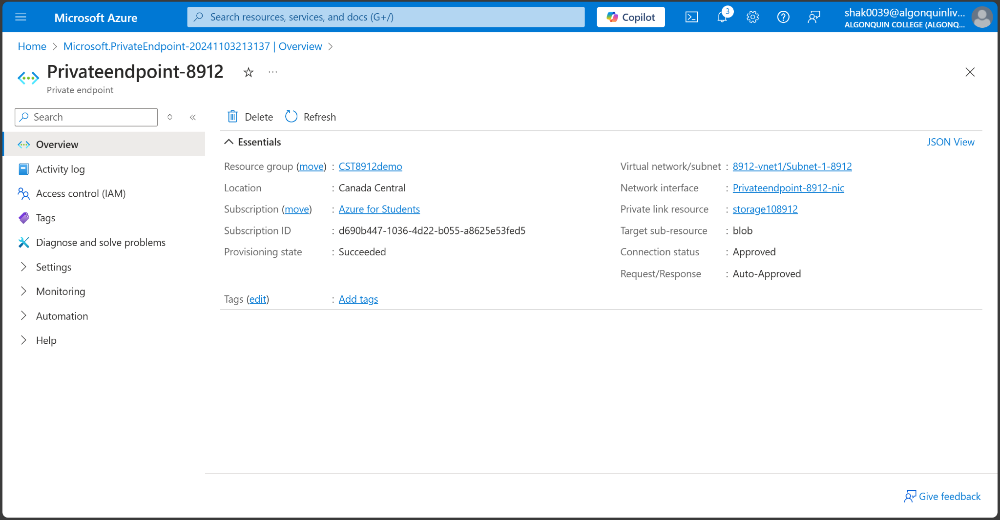 Microsoft Azure
Search resources, services, and docs (G+/)
Copilot
3
shak0039@algonquinliv...
ALGONQUIN COLLEGE (ALGONQ...
Home > Microsoft.PrivateEndpoint-20241103213137 | Overview >
Privateendpoint-8912
Private endpoint
Search
Overview
Activity log
Access control (IAM)
Tags
Diagnose and solve problems
Settings
Monitoring
Automation
Help
Delete Refresh
Essentials
JSON View
Resource group (move) : CST8912demo
Location : Canada Central
Subscription (move) : Azure for Students
Subscription ID : d690b447-1036-4d22-b055-a8625e53fed5
Provisioning state : Succeeded
Virtual network/subnet : 8912-vnet1/Subnet-1-8912
Network interface : Privateendpoint-8912-nic
Private link resource : storage108912
Target sub-resource : blob
Connection status : Approved
Request/Response : Auto-Approved
Tags (edit) : Add tags
Give feedback